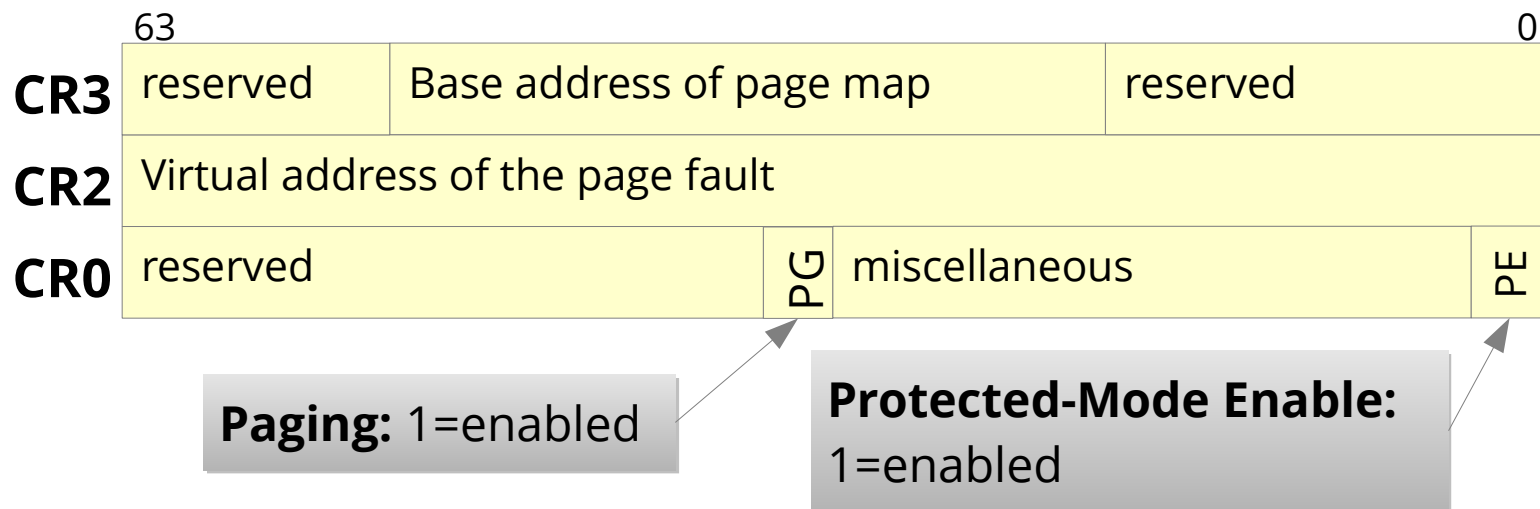 63 0
CR3 reserved Base address of page map reserved
CR2 Virtual address of the page fault
CR0 reserved PG miscellaneous PE
Paging: 1=enabled
Protected-Mode Enable:
1=enabled